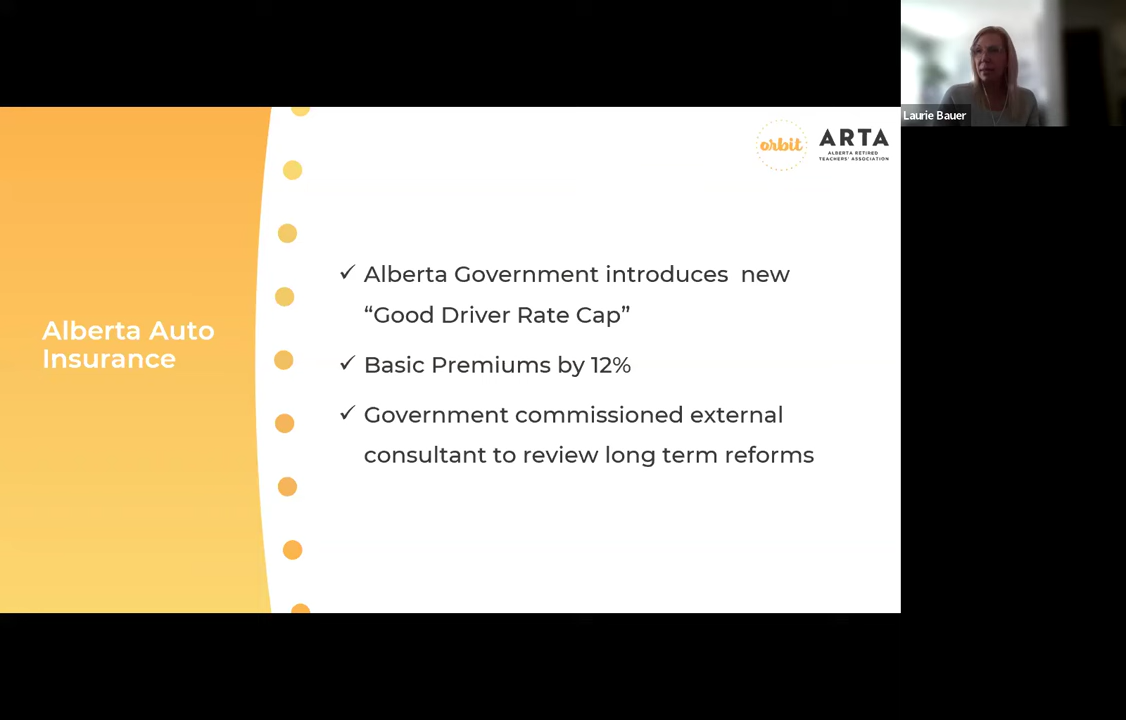 Laurie Bauer
orbit
ARTA
ALBERTA RETIRED
TEACHERS' ASSOCIATION
Alberta Auto
Insurance
✓ Alberta Government introduces  new
“Good Driver Rate Cap”
✓ Basic Premiums by 12%
✓ Government commissioned external
consultant to review long term reforms